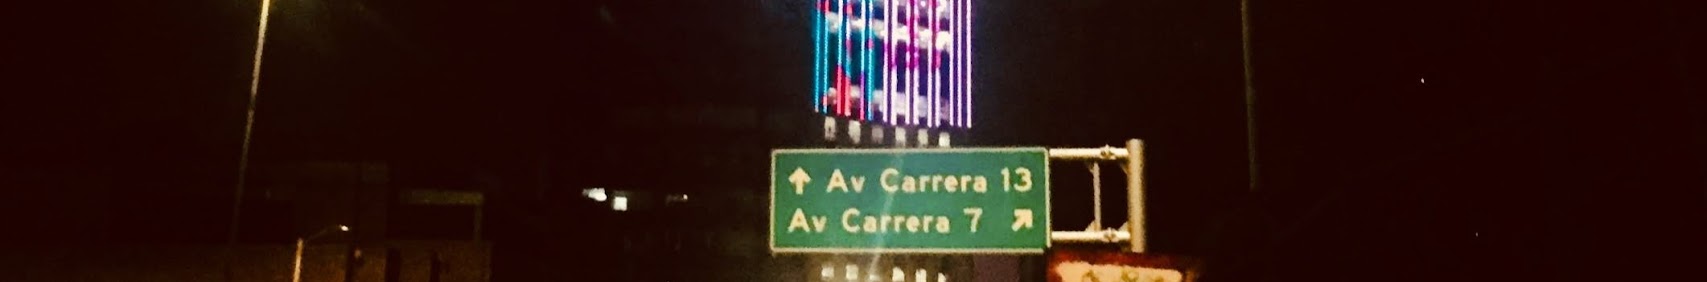 ↑ Av Carrera 13
Av Carrera 7 ↗